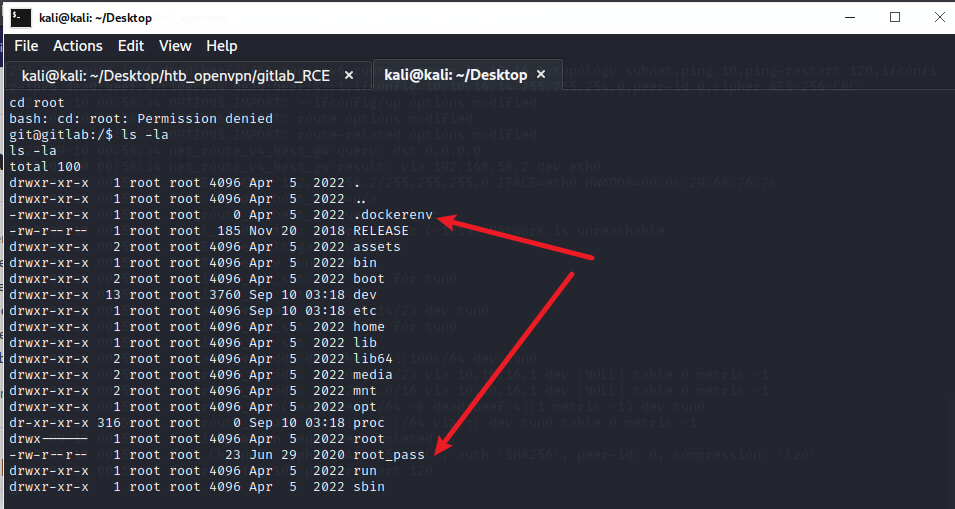 kali@kali: ~/Desktop
File Actions Edit View Help
kali@kali: ~/Desktop/htb_openvpn/gitlab_RCE × kali@kali: ~/Desktop ×
cd root
bash: cd: root: Permission denied
git@gitlab:/$ ls -la
ls -la
total 100
drwxr-xr-x 1 root root 4096 Apr 5 2022 .
drwxr-xr-x 1 root root 4096 Apr 5 2022 ..
-rwxr-xr-x 1 root root 0 Apr 5 2022 .dockerenv
-rw-r--r-- 1 root root 185 Nov 20 2018 RELEASE
drwxr-xr-x 2 root root 4096 Apr 5 2022 assets
drwxr-xr-x 1 root root 4096 Apr 5 2022 bin
drwxr-xr-x 2 root root 4096 Apr 5 2022 boot
drwxr-xr-x 13 root root 3760 Sep 10 03:18 dev
drwxr-xr-x 1 root root 4096 Sep 10 03:18 etc
drwxr-xr-x 1 root root 4096 Apr 5 2022 home
drwxr-xr-x 1 root root 4096 Apr 5 2022 lib
drwxr-xr-x 2 root root 4096 Apr 5 2022 lib64
drwxr-xr-x 2 root root 4096 Apr 5 2022 media
drwxr-xr-x 2 root root 4096 Apr 5 2022 mnt
drwxr-xr-x 1 root root 4096 Apr 5 2022 opt
dr-xr-xr-x 316 root root 0 Sep 10 03:18 proc
drwx------ 1 root root 4096 Apr 5 2022 root
-rw-r--r-- 1 root root 23 Jun 29 2020 root_pass
drwxr-xr-x 1 root root 4096 Apr 5 2022 run
drwxr-xr-x 1 root root 4096 Apr 5 2022 sbin